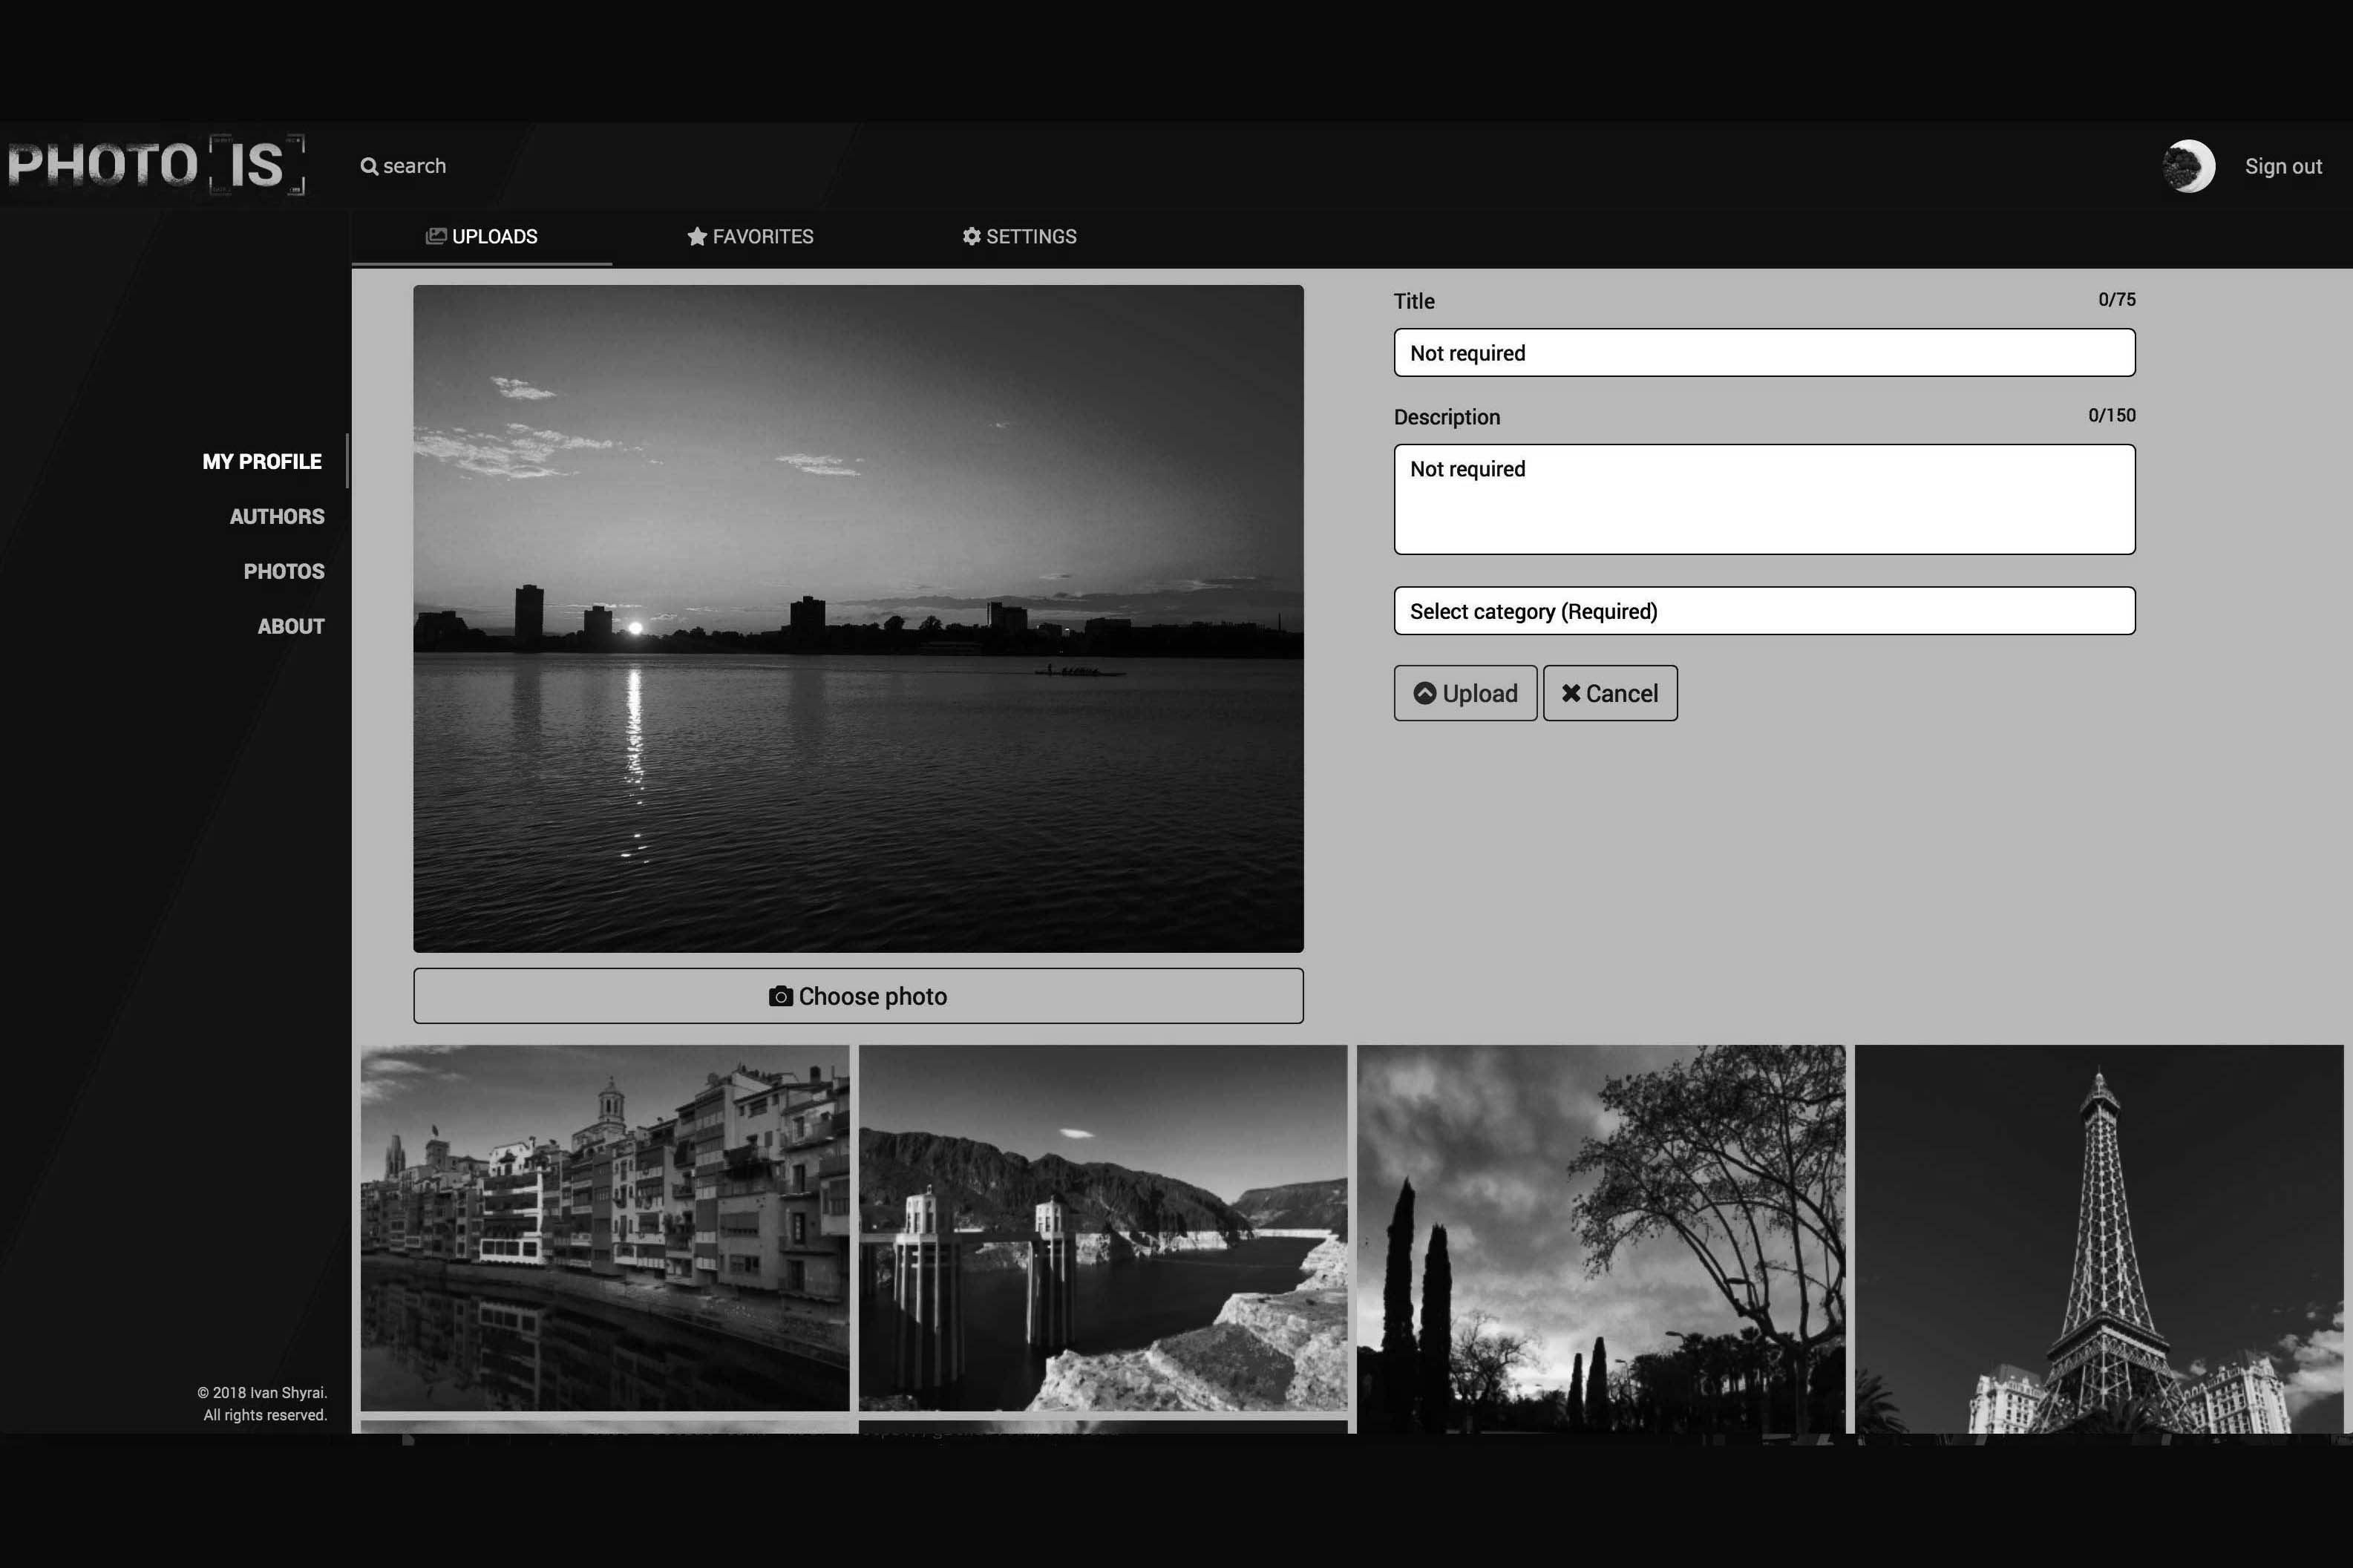 PHOTO IS
search
Sign out
UPLOADS
FAVORITES
SETTINGS
MY PROFILE
AUTHORS
PHOTOS
ABOUT
Title
0/75
Not required
Description
0/150
Not required
Select category (Required)
Upload
Cancel
Choose photo
© 2018 Ivan Shyrai.
All rights reserved.